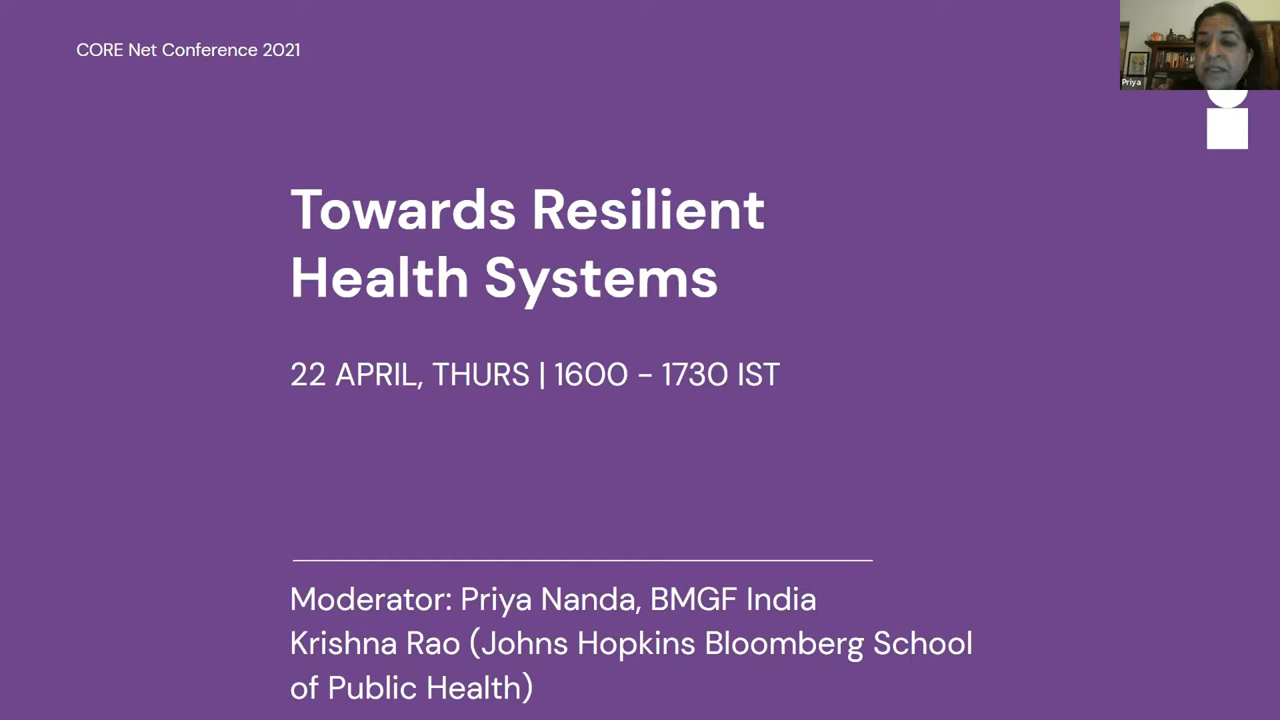 CORE Net Conference 2021
Priya
Towards Resilient
Health Systems
22 APRIL, THURS | 1600 - 1730 IST
Moderator: Priya Nanda, BMGF India
Krishna Rao (Johns Hopkins Bloomberg School
of Public Health)